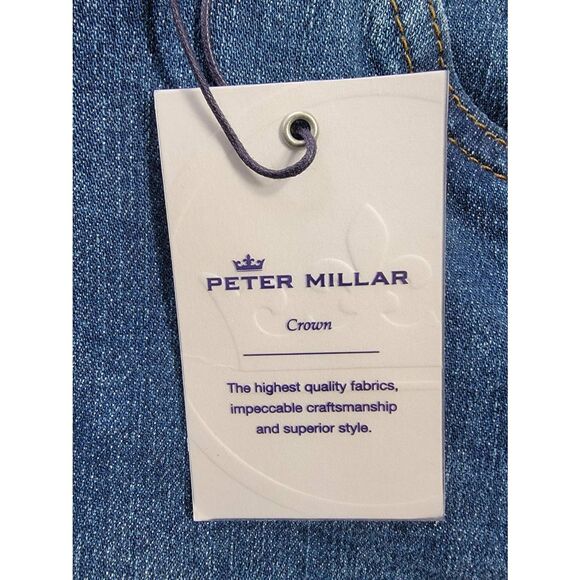 PETER MILLAR
Crown
The highest quality fabrics,
impeccable craftsmanship
and superior style.